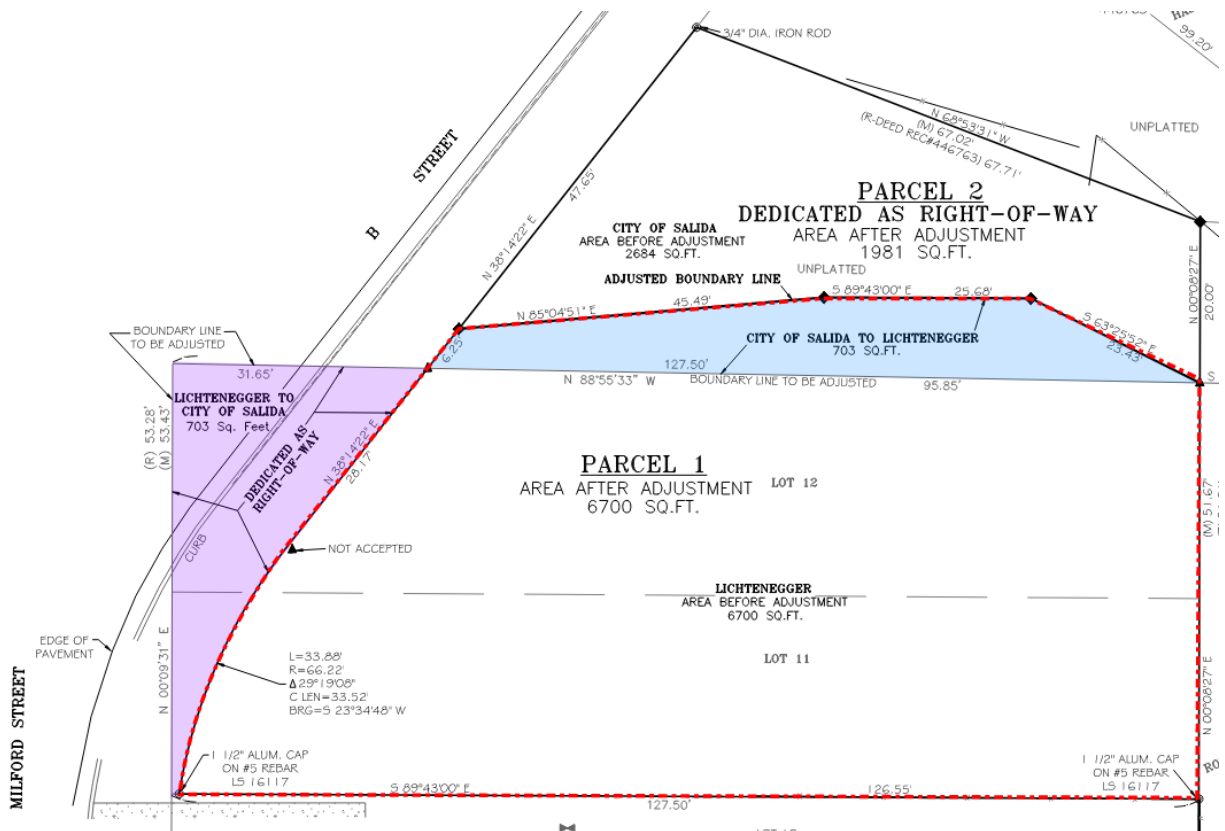 HA
99.20'
3/4" DIA. IRON ROD
N 68°53'31" W
(M) 67.02'
(R-DEED REC#446763) 67.71'
UNPLATTED
B STREET
47.65'
N 38°14'22" E
PARCEL 2
DEDICATED AS RIGHT-OF-WAY
AREA AFTER ADJUSTMENT
1981 SQ.FT.
CITY OF SALIDA
AREA BEFORE ADJUSTMENT
2684 SQ.FT.
UNPLATTED
ADJUSTED BOUNDARY LINE
N 00°08'27" E
20.00'
N 85°04'51" E
45.49'
S 89°43'00" E
25.68'
S 63°25'52" E
23.43'
BOUNDARY LINE
TO BE ADJUSTED
6.25'
CITY OF SALIDA TO LICHTENEGGER
703 SQ.FT.
31.65'
127.50'
N 88°55'33" W
BOUNDARY LINE TO BE ADJUSTED
95.85'
S
LICHTENEGGER TO
CITY OF SALIDA
703 Sq. Feet
(R) 53.28'
(M) 53.43'
DEDICATED AS
RIGHT-OF-WAY
N 38°14'22" E
28.17'
PARCEL 1
AREA AFTER ADJUSTMENT
6700 SQ.FT.
LOT 12
(M) 51.67'
CURB
NOT ACCEPTED
LICHTENEGGER
AREA BEFORE ADJUSTMENT
6700 SQ.FT.
EDGE OF
PAVEMENT
N 00°09'31" E
L=33.88'
R=66.22'
Δ29°19'08"
C LEN=33.52'
BRG=S 23°34'48" W
LOT 11
N 00°08'27" E
MILFORD STREET
1 1/2" ALUM. CAP
ON #5 REBAR
LS 16117
1 1/2" ALUM. CAP
ON #5 REBAR
LS 16117
RO
S 89°43'00" E
126.55'
127.50'